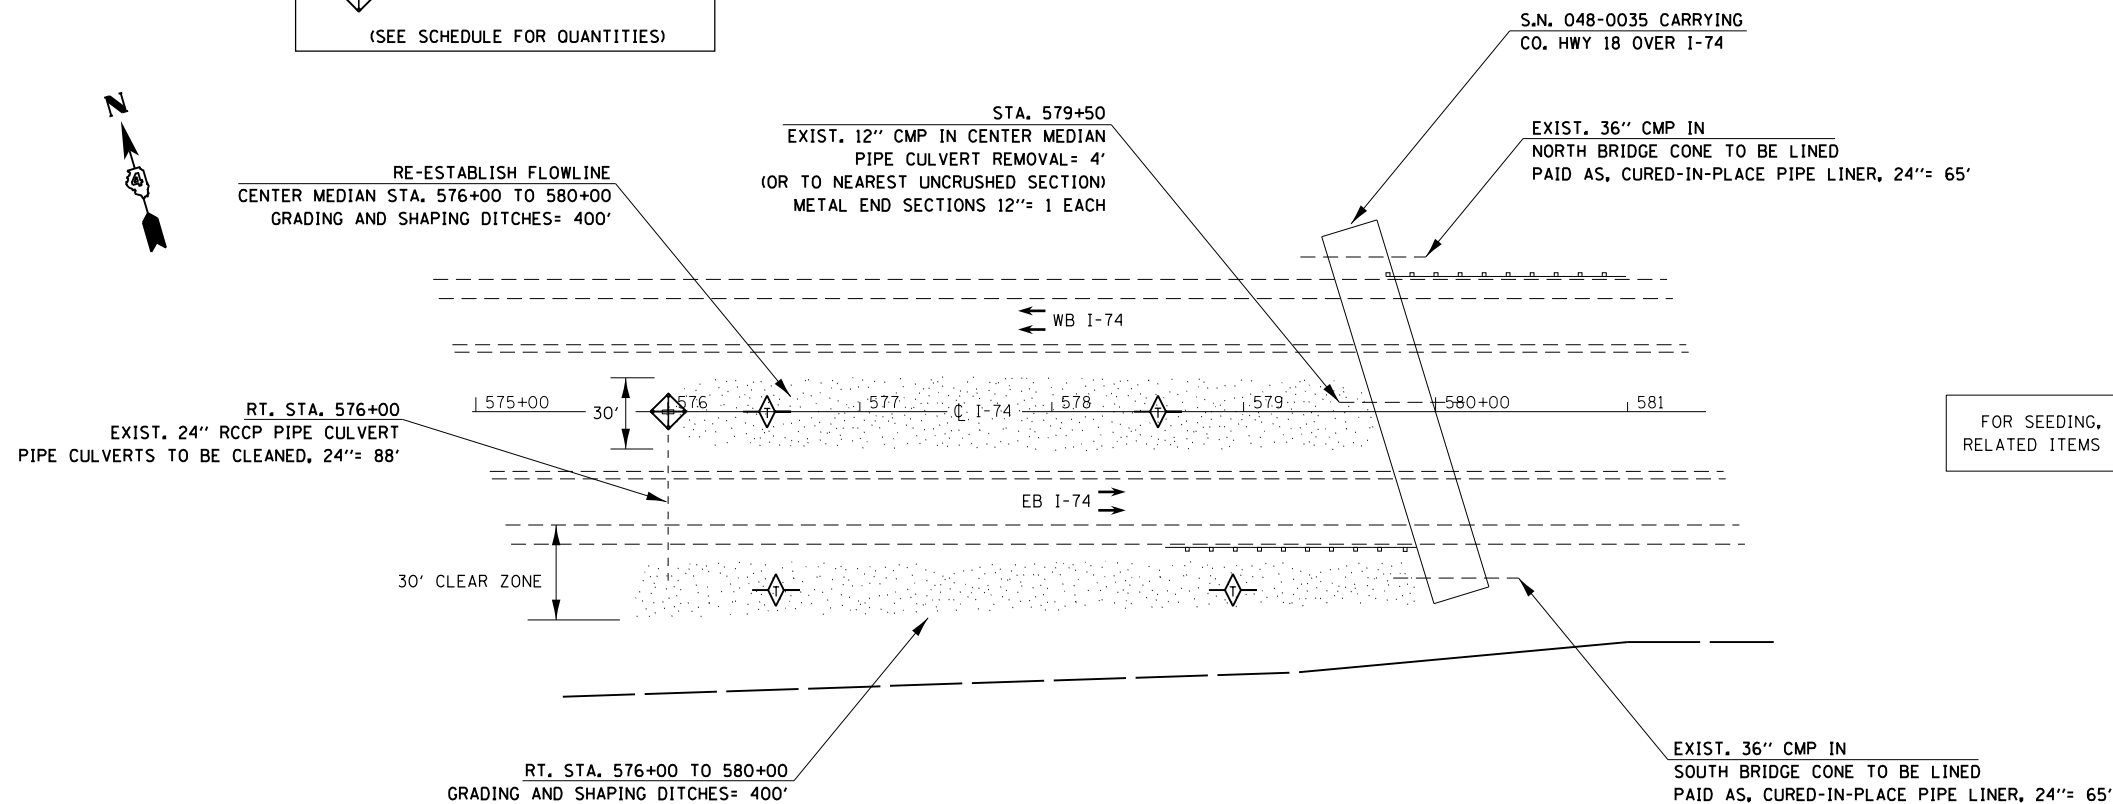 (SEE SCHEDULE FOR QUANTITIES)
S.N. 048-0035 CARRYING
CO. HWY 18 OVER I-74
N
4
STA. 579+50
EXIST. 12'' CMP IN CENTER MEDIAN
PIPE CULVERT REMOVAL= 4'
(OR TO NEAREST UNCRUSHED SECTION)
METAL END SECTIONS 12''= 1 EACH
EXIST. 36'' CMP IN
NORTH BRIDGE CONE TO BE LINED
PAID AS, CURED-IN-PLACE PIPE LINER, 24''= 65'
RE-ESTABLISH FLOWLINE
CENTER MEDIAN STA. 576+00 TO 580+00
GRADING AND SHAPING DITCHES= 400'
WB I-74
RT. STA. 576+00
EXIST. 24'' RCCP PIPE CULVERT
PIPE CULVERTS TO BE CLEANED, 24''= 88'
575+00
30'
576
T
577
℄ I-74
578
T
579
580+00
581
FOR SEEDING,
RELATED ITEMS
EB I-74
30' CLEAR ZONE
T
T
RT. STA. 576+00 TO 580+00
GRADING AND SHAPING DITCHES= 400'
EXIST. 36'' CMP IN
SOUTH BRIDGE CONE TO BE LINED
PAID AS, CURED-IN-PLACE PIPE LINER, 24''= 65'